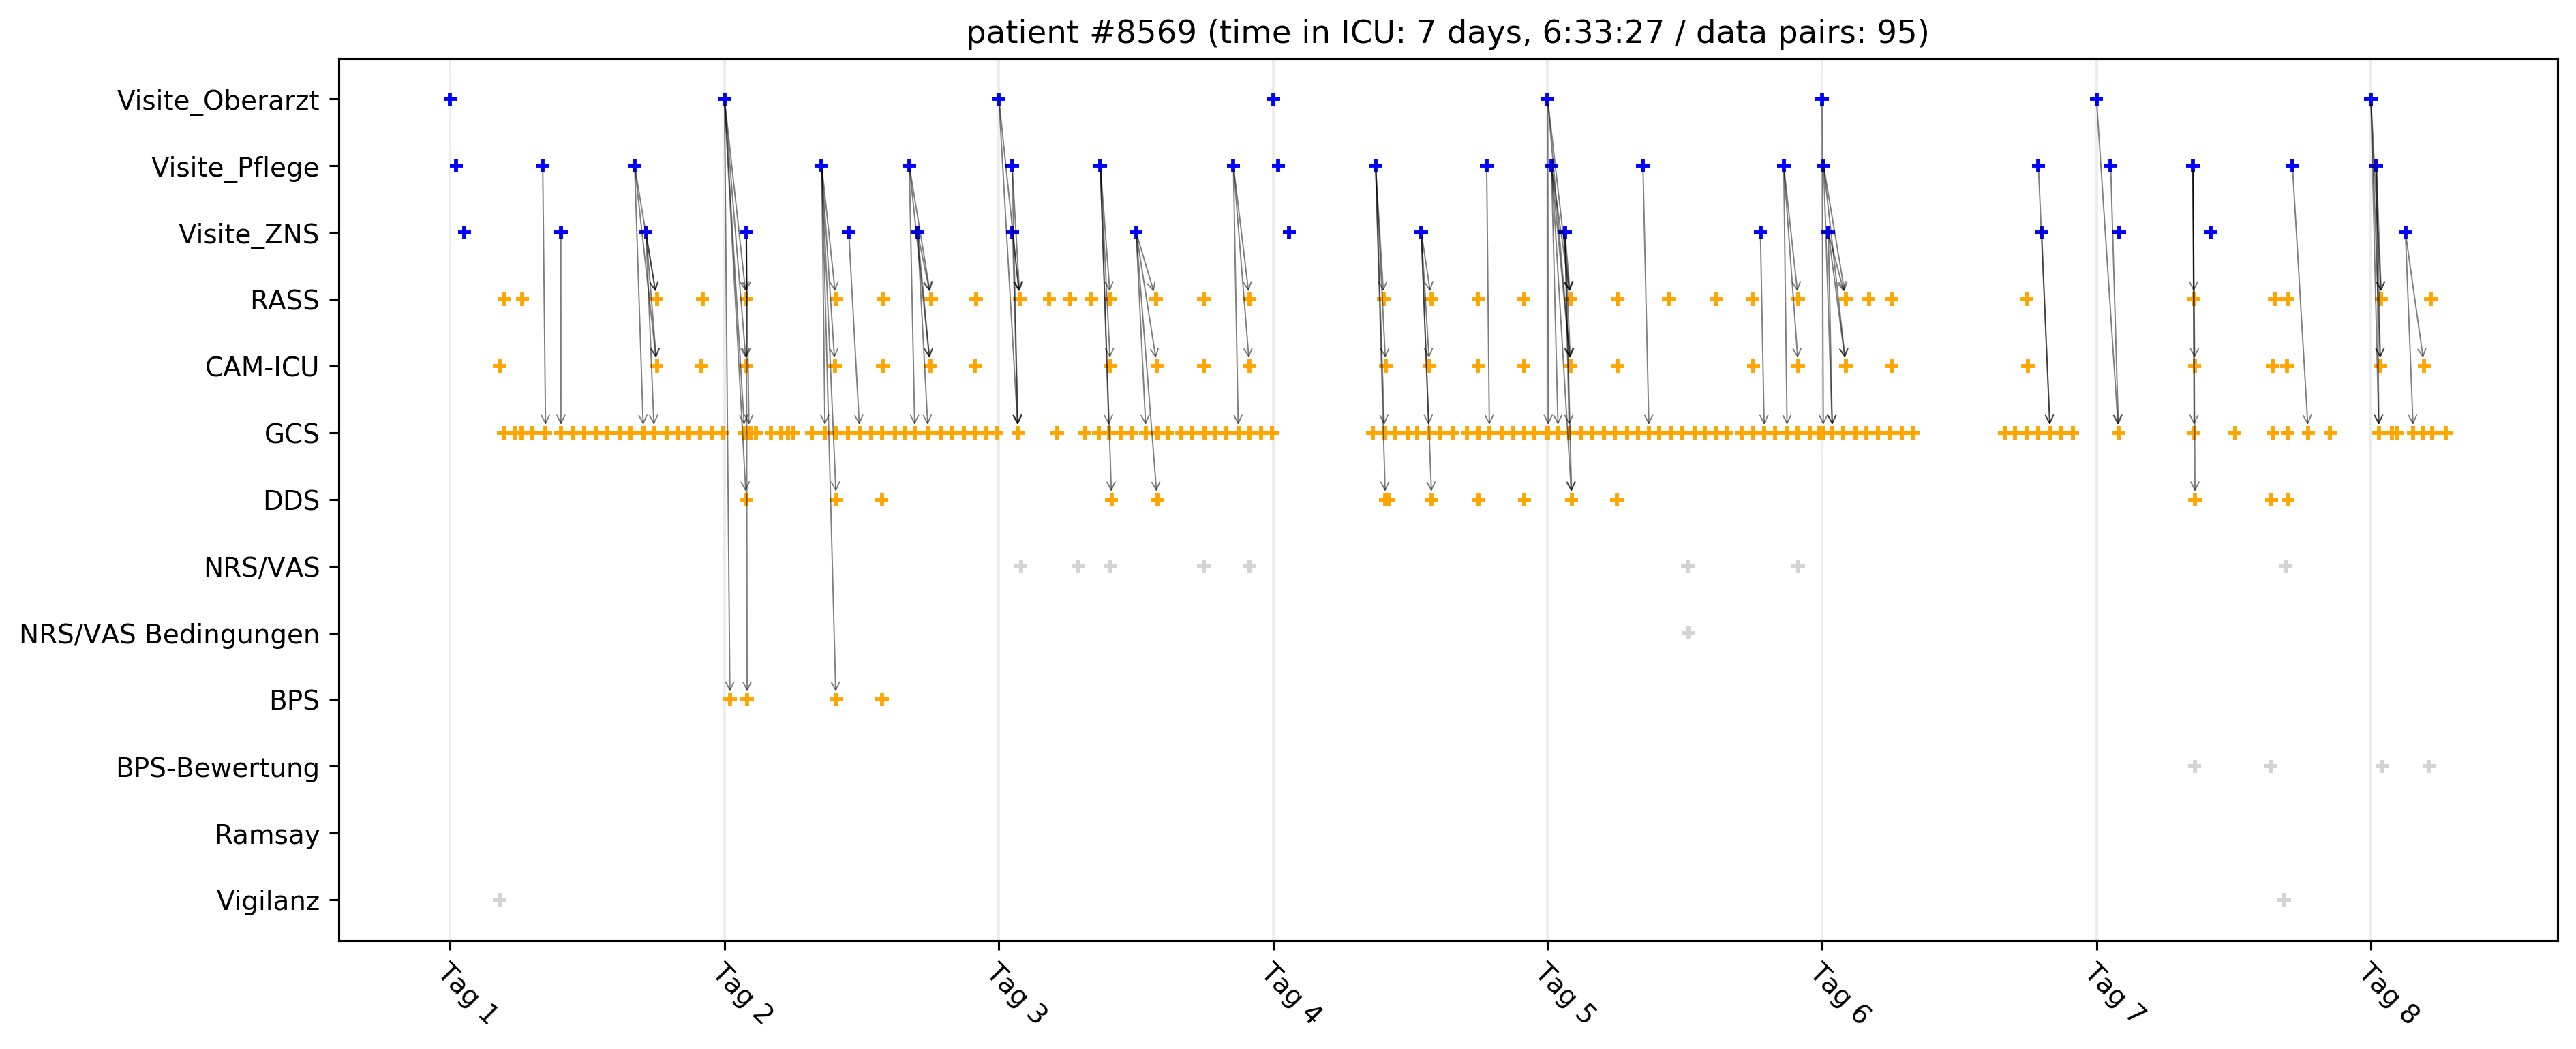 patient #8569 (time in ICU: 7 days, 6:33:27 / data pairs: 95)
Visite_Oberarzt
Visite_Pflege
Visite_ZNS
RASS
CAM-ICU
GCS
DDS
NRS/VAS
NRS/VAS Bedingungen
BPS
BPS-Bewertung
Ramsay
Vigilanz
Tag 1
Tag 2
Tag 3
Tag 4
Tag 5
Tag 6
Tag 7
Tag 8